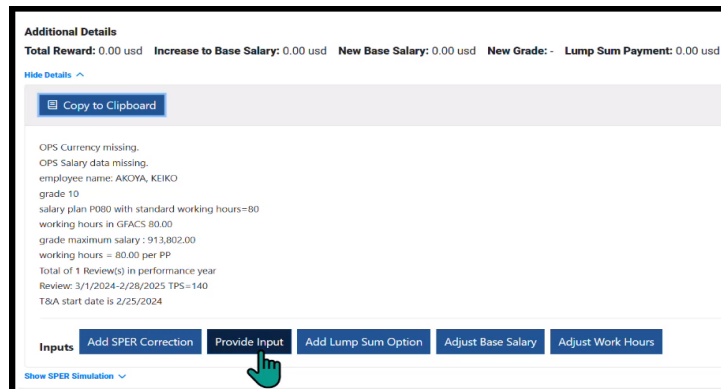 Additional Details
Total Reward: 0.00 usd Increase to Base Salary: 0.00 usd New Base Salary: 0.00 usd New Grade: - Lump Sum Payment: 0.00 usd
Hide Details
Copy to Clipboard
OPS Currency missing.
OPS Salary data missing.
employee name: AKOYA, KEIKO
grade 10
salary plan P080 with standard working hours=80
working hours in GFACS 80.00
grade maximum salary : 913,802.00
working hours = 80.00 per PP
Total of 1 Review(s) in performance year
Review: 3/1/2024-2/28/2025 TPS=140
T&A start date is 2/25/2024
Inputs Add SPER Correction Provide Input Add Lump Sum Option Adjust Base Salary Adjust Work Hours
Show SPER Simulation